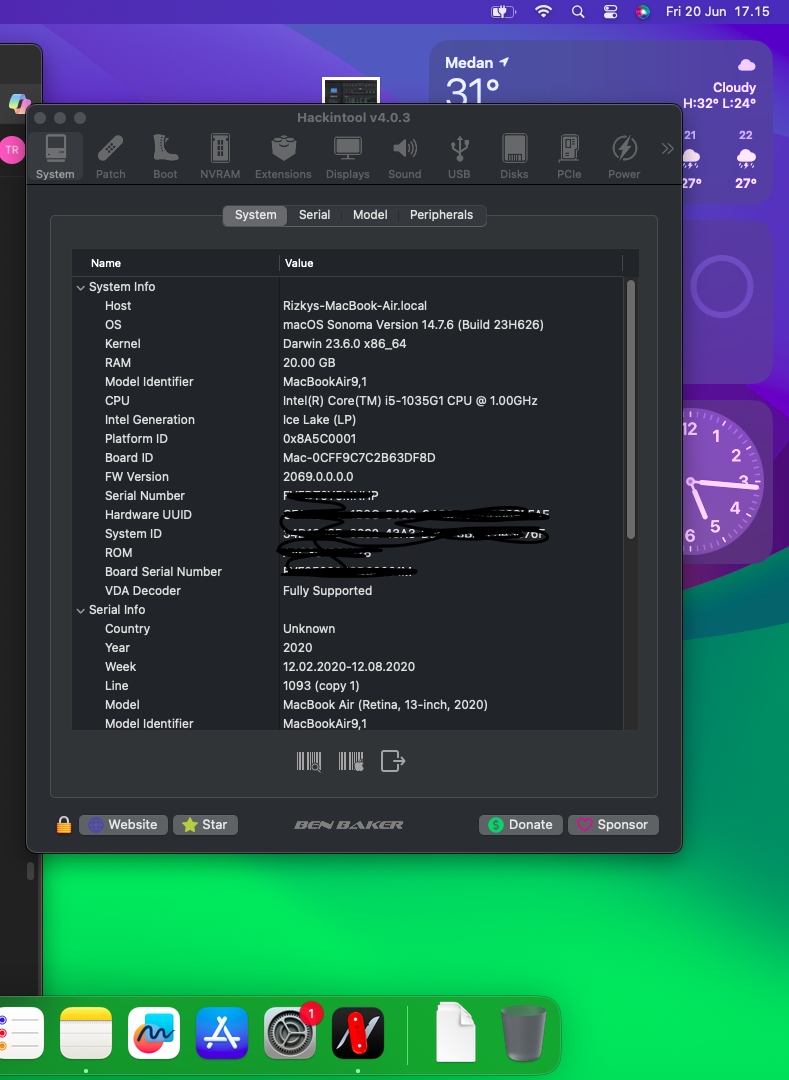 Fri 20 Jun 17.15
Medan
31°
Cloudy
H:32° L:24°
21
22
27°
27°
TR
Hackintool v4.0.3
System
Patch
Boot
NVRAM
Extensions
Displays
Sound
USB
Disks
PCIe
Power
System
Serial
Model
Peripherals
Name Value
System Info
Host Rizkys-MacBook-Air.local
OS macOS Sonoma Version 14.7.6 (Build 23H626)
Kernel Darwin 23.6.0 x86_64
RAM 20.00 GB
Model Identifier MacBookAir9,1
CPU Intel(R) Core(TM) i5-1035G1 CPU @ 1.00GHz
Intel Generation Ice Lake (LP)
Platform ID 0x8A5C0001
Board ID Mac-0CFF9C7C2B63DF8D
FW Version 2069.0.0.0.0
Serial Number
Hardware UUID
System ID
ROM
Board Serial Number
VDA Decoder Fully Supported
Serial Info
Country Unknown
Year 2020
Week 12.02.2020-12.08.2020
Line 1093 (copy 1)
Model MacBook Air (Retina, 13-inch, 2020)
Model Identifier MacBookAir9,1
12
1
2
3
4
5
6
Website
Star
BEN BAKER
Donate
Sponsor
1